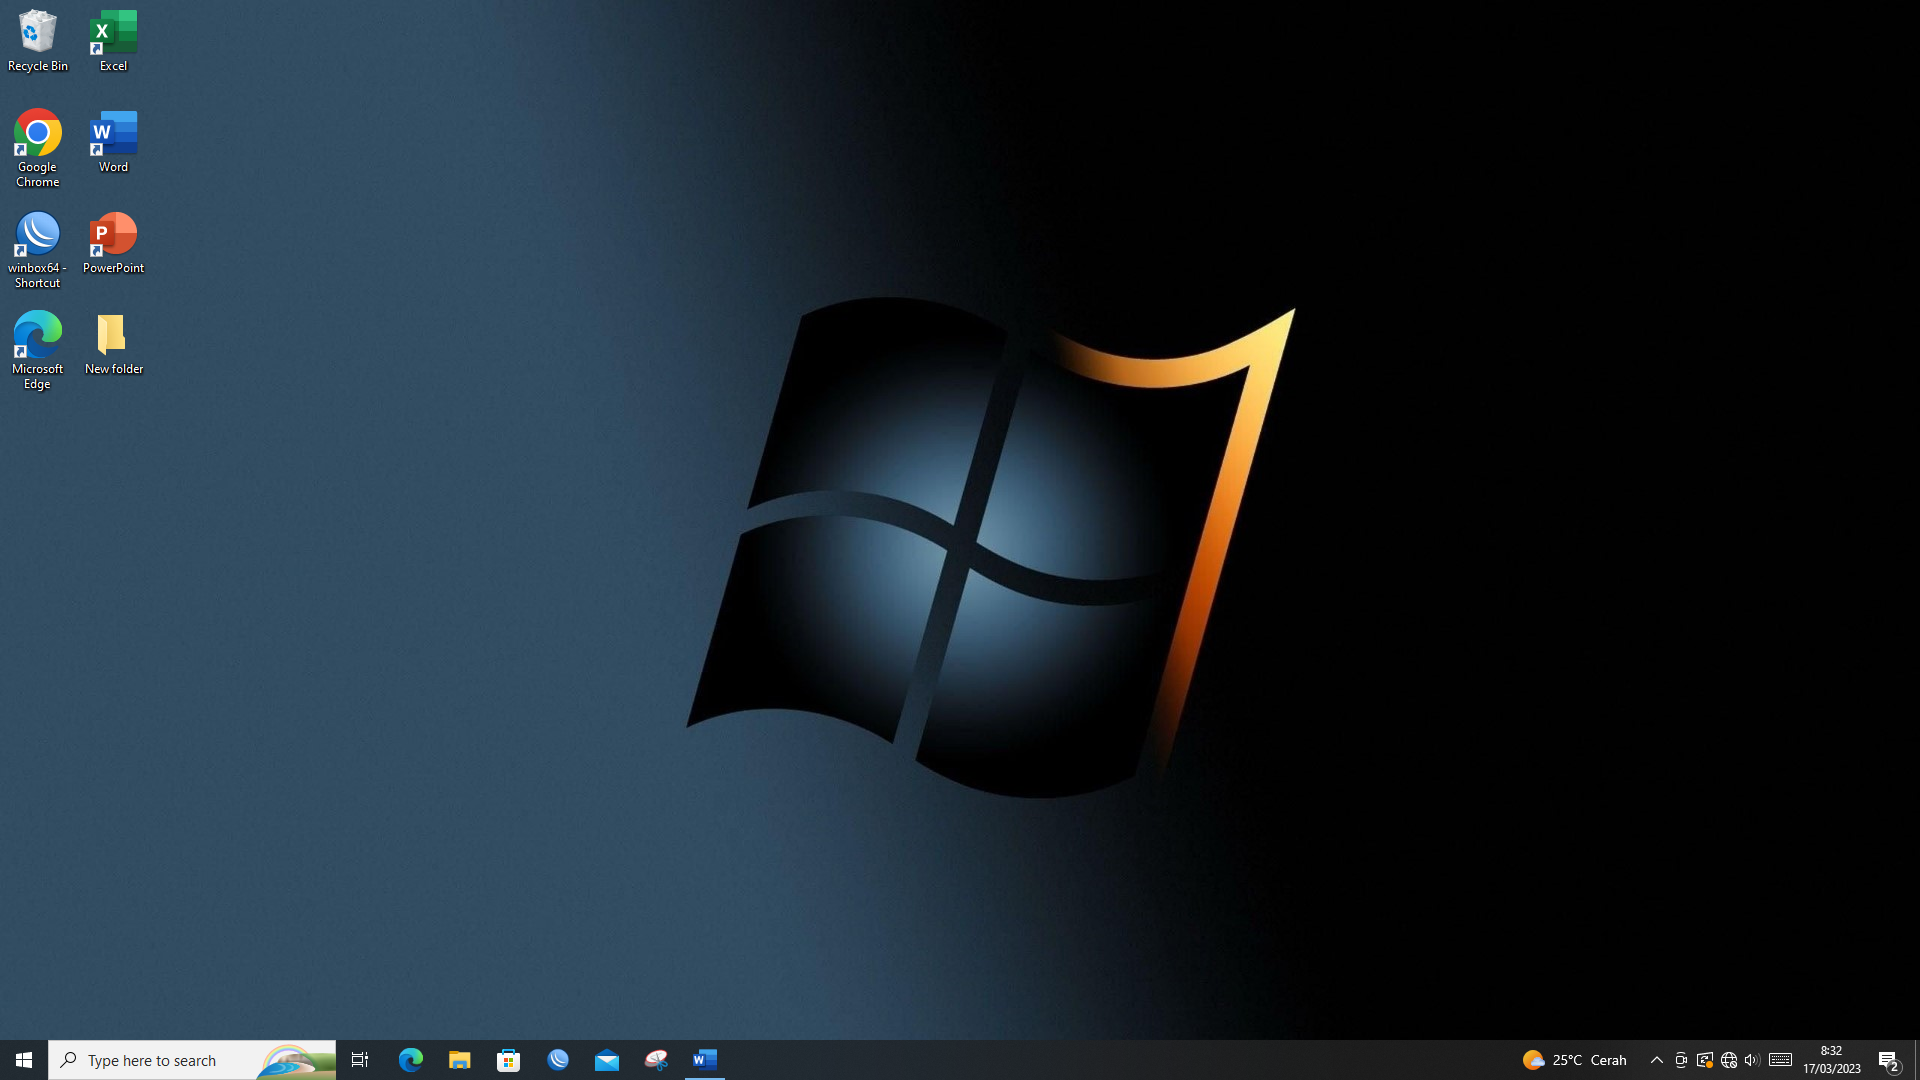 Recycle Bin
Excel
Google
Chrome
Word
winbox64 -
Shortcut
PowerPoint
Microsoft
Edge
New folder
Type here to search
25°C Cerah
8:32
17/03/2023
2